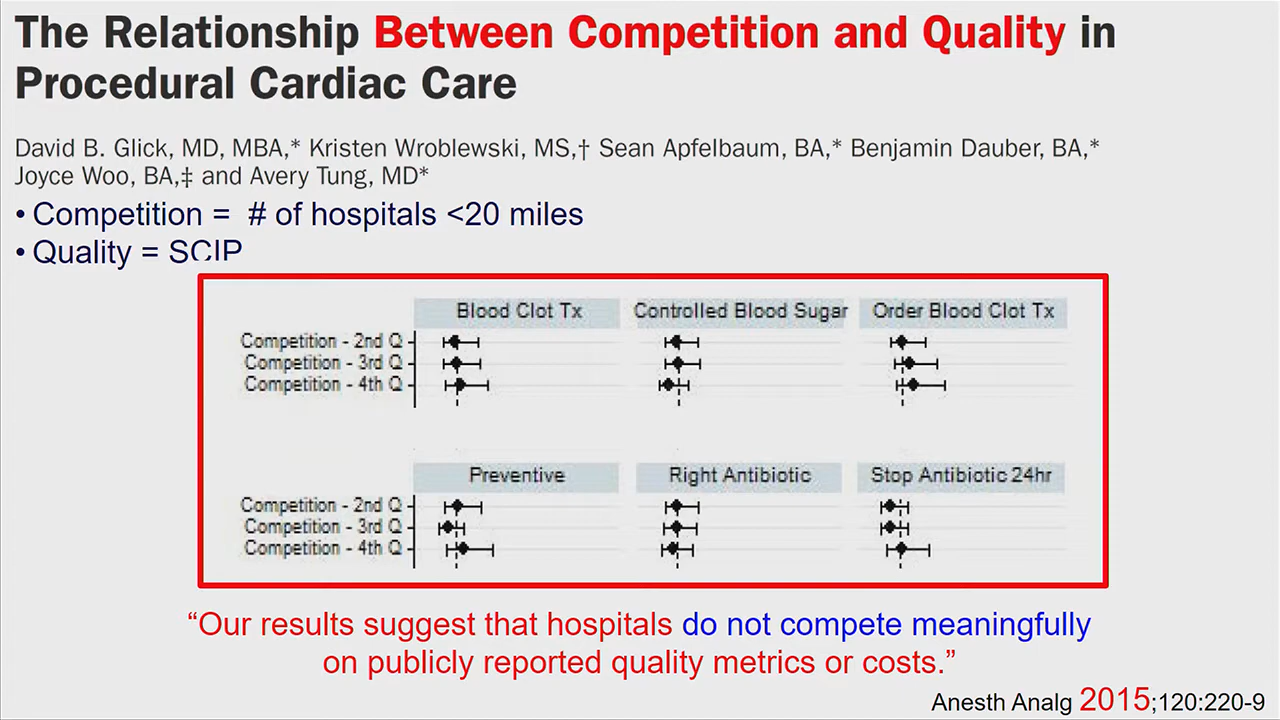 The Relationship Between Competition and Quality in
Procedural Cardiac Care
David B. Glick, MD, MBA,* Kristen Wroblewski, MS,† Sean Apfelbaum, BA,* Benjamin Dauber, BA,*
Joyce Woo, BA,‡ and Avery Tung, MD*
• Competition = # of hospitals <20 miles
• Quality = SCIP
Blood Clot Tx Controlled Blood Sugar Order Blood Clot Tx
Competition - 2nd Q
Competition - 3rd Q
Competition - 4th Q
Preventive Right Antibiotic Stop Antibiotic 24hr
Competition - 2nd Q
Competition - 3rd Q
Competition - 4th Q
“Our results suggest that hospitals do not compete meaningfully
on publicly reported quality metrics or costs.”
Anesth Analg 2015;120:220-9